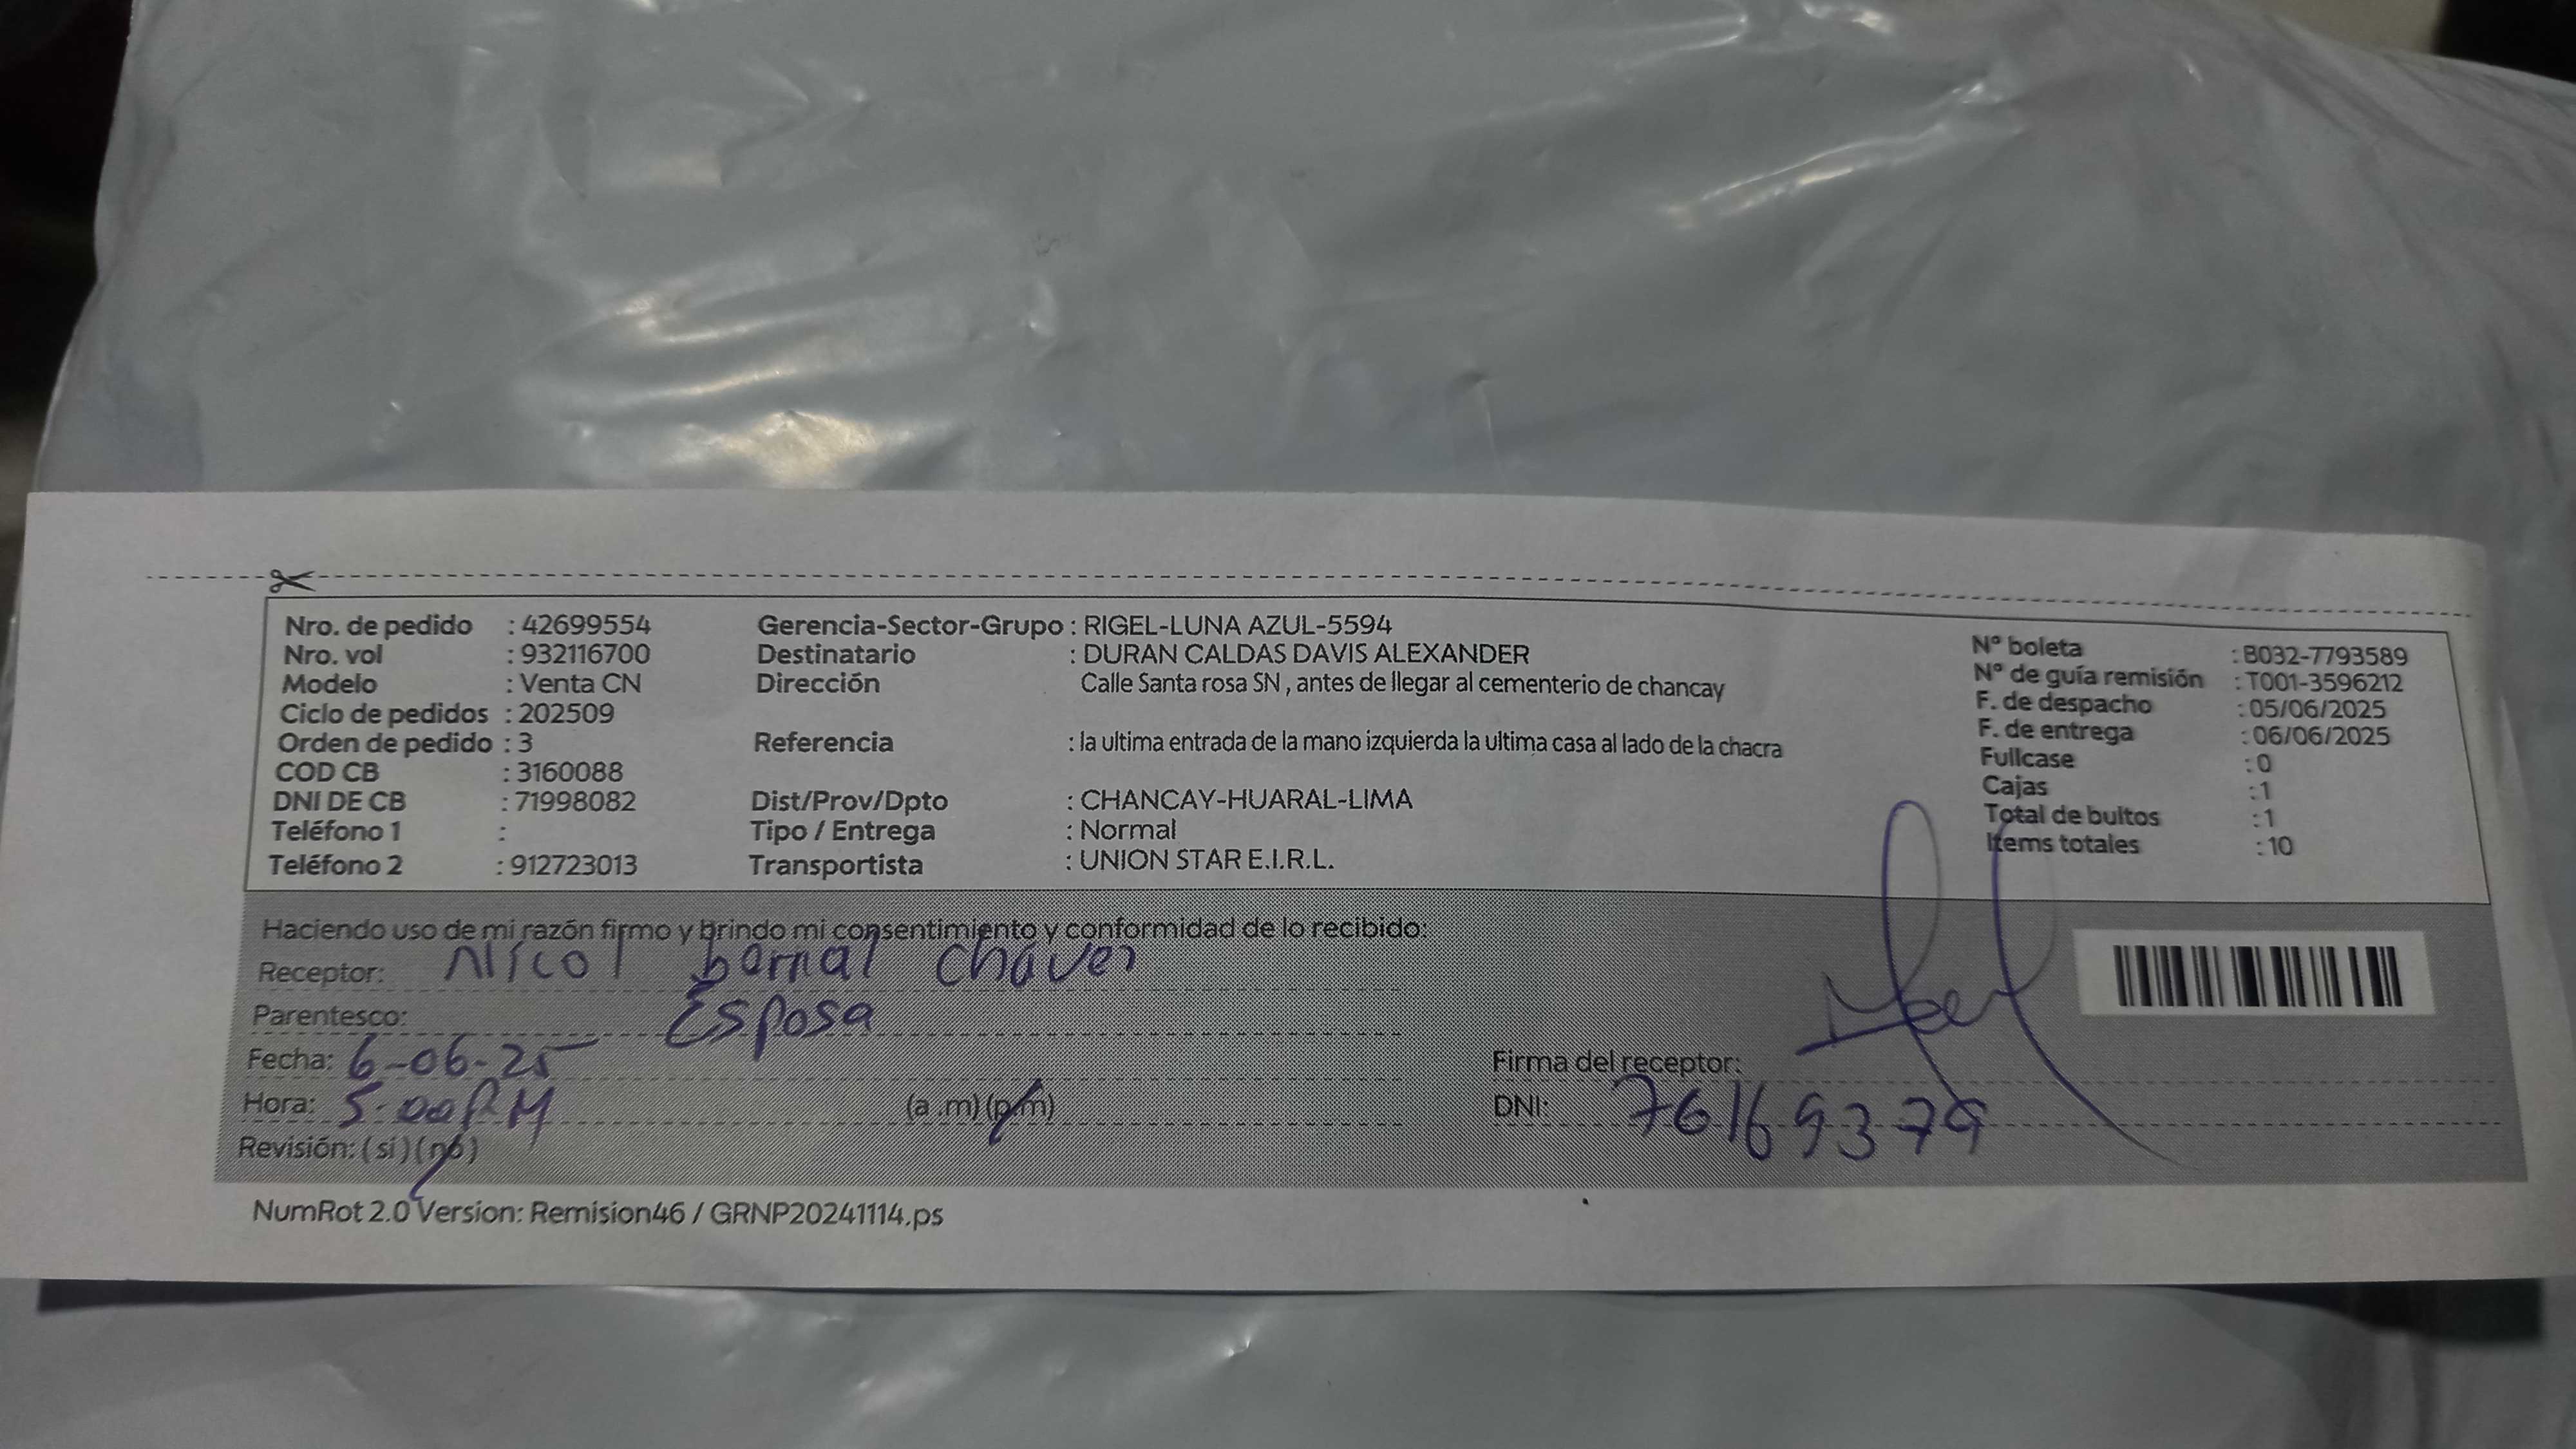 Nro. de pedido : 42699554
Nro. vol : 932116700
Modelo : Venta CN
Ciclo de pedidos : 202509
Orden de pedido : 3
COD CB : 3160088
DNI DE CB : 71998082
Teléfono 1 :
Teléfono 2 : 912723013
Gerencia-Sector-Grupo : RIGEL-LUNA AZUL-5594
Destinatario : DURAN CALDAS DAVIS ALEXANDER
Dirección Calle Santa rosa SN , antes de llegar al cementerio de chancay
Referencia : la ultima entrada de la mano izquierda la ultima casa al lado de la chacra
Dist/Prov/Dpto : CHANCAY-HUARAL-LIMA
Tipo / Entrega : Normal
Transportista : UNION STAR E.I.R.L.
Nº boleta : B032-7793589
Nº de guía remisión : T001-3596212
F. de despacho : 05/06/2025
F. de entrega : 06/06/2025
Fullcase : 0
Cajas : 1
Total de bultos : 1
Items totales : 10
Haciendo uso de mi razón firmo y brindo mi consentimiento y conformidad de lo recibido:
Receptor: Nicol bernal chavez
Parentesco: Esposa
Fecha: 6-06-25
Hora: 5:00 PM (a .m) (p.m)
Revisión: (sí) (no)
Firma del receptor:
DNI: 76169379
NumRot 2.0 Version: Remision46 / GRNP20241114.ps